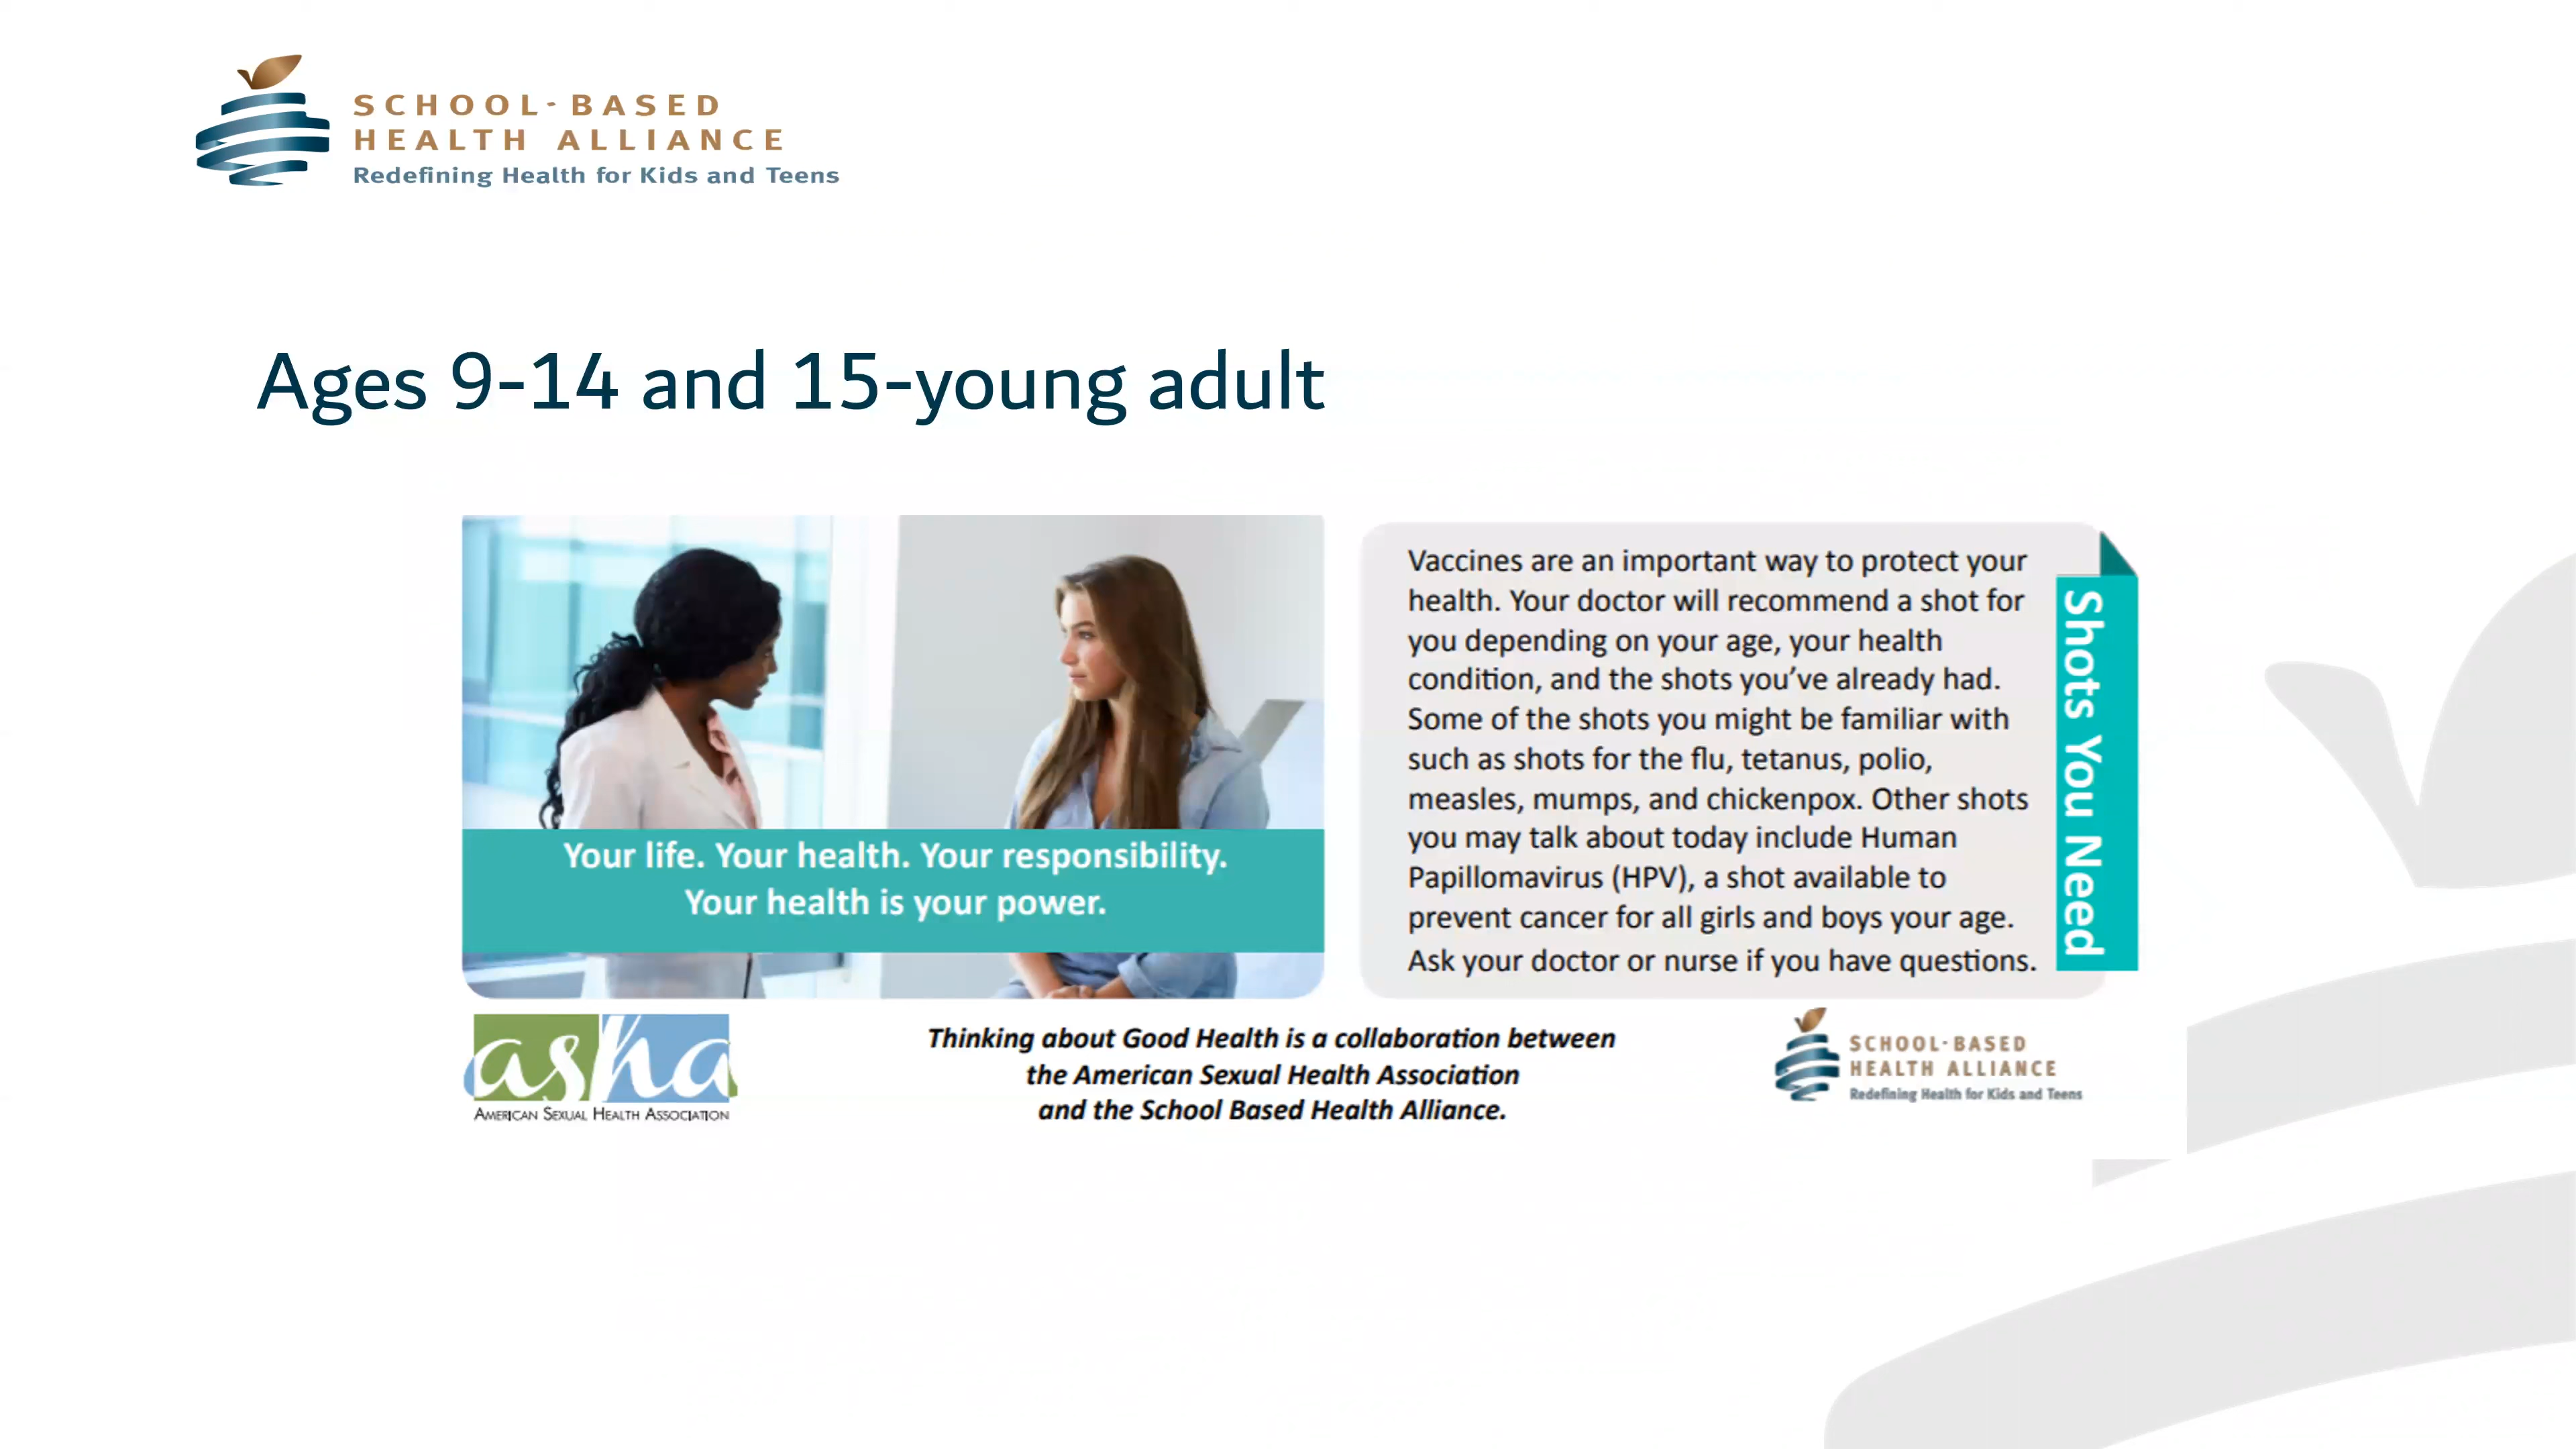 SCHOOL·BASED
HEALTH ALLIANCE
Redefining Health for Kids and Teens
Ages 9-14 and 15-young adult
Your life. Your health. Your responsibility.
Your health is your power.
Vaccines are an important way to protect your
health. Your doctor will recommend a shot for
you depending on your age, your health
condition, and the shots you've already had.
Some of the shots you might be familiar with
such as shots for the flu, tetanus, polio,
measles, mumps, and chickenpox. Other shots
you may talk about today include Human
Papillomavirus (HPV), a shot available to
prevent cancer for all girls and boys your age.
Ask your doctor or nurse if you have questions.
Shots You Need
asha
AMERICAN SEXUAL HEALTH ASSOCIATION
Thinking about Good Health is a collaboration between
the American Sexual Health Association
and the School Based Health Alliance.
SCHOOL·BASED
HEALTH ALLIANCE
Redefining Health for Kids and Teens